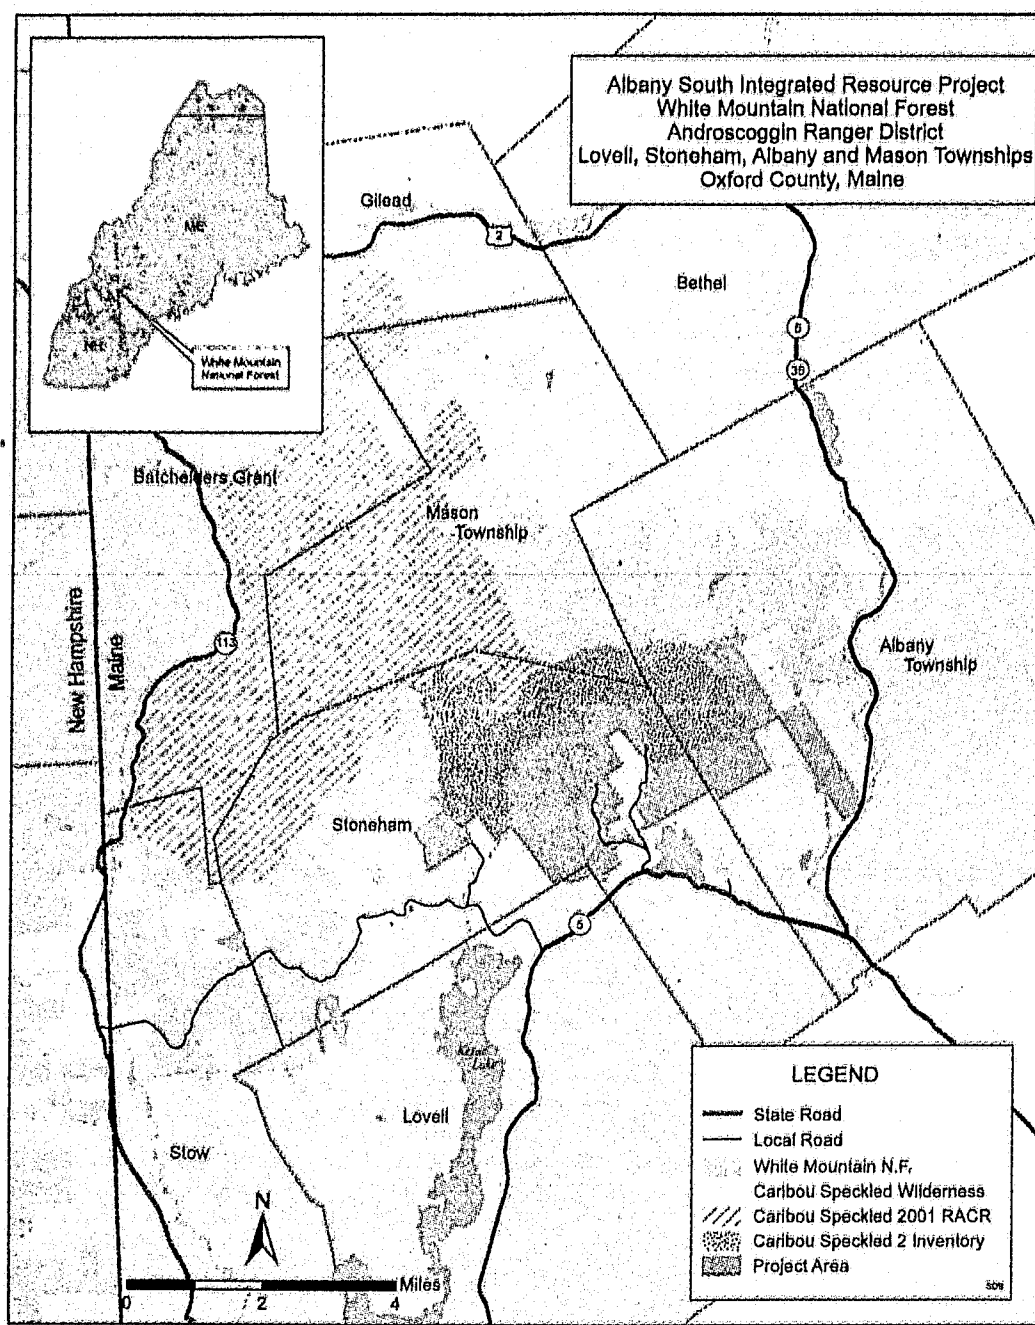 Albany South Integrated Resource Project
White Mountain National Forest
Androscoggin Ranger District
Lovell, Stoneham, Albany and Mason Townships
Oxford County, Maine
ME
NH
White Mountain
National Forest
Gilead
2
Bethel
5
35
Batchelders Grant
Mason
Township
New Hampshire
Maine
113
Albany
Township
Stoneham
5
Kezar
Lake
Lovell
Stow
N
Miles
0 2 4
LEGEND
State Road
Local Road
White Mountain N.F.
Caribou Speckled Wilderness
Caribou Speckled 2001 RACR
Caribou Speckled 2 Inventory
Project Area